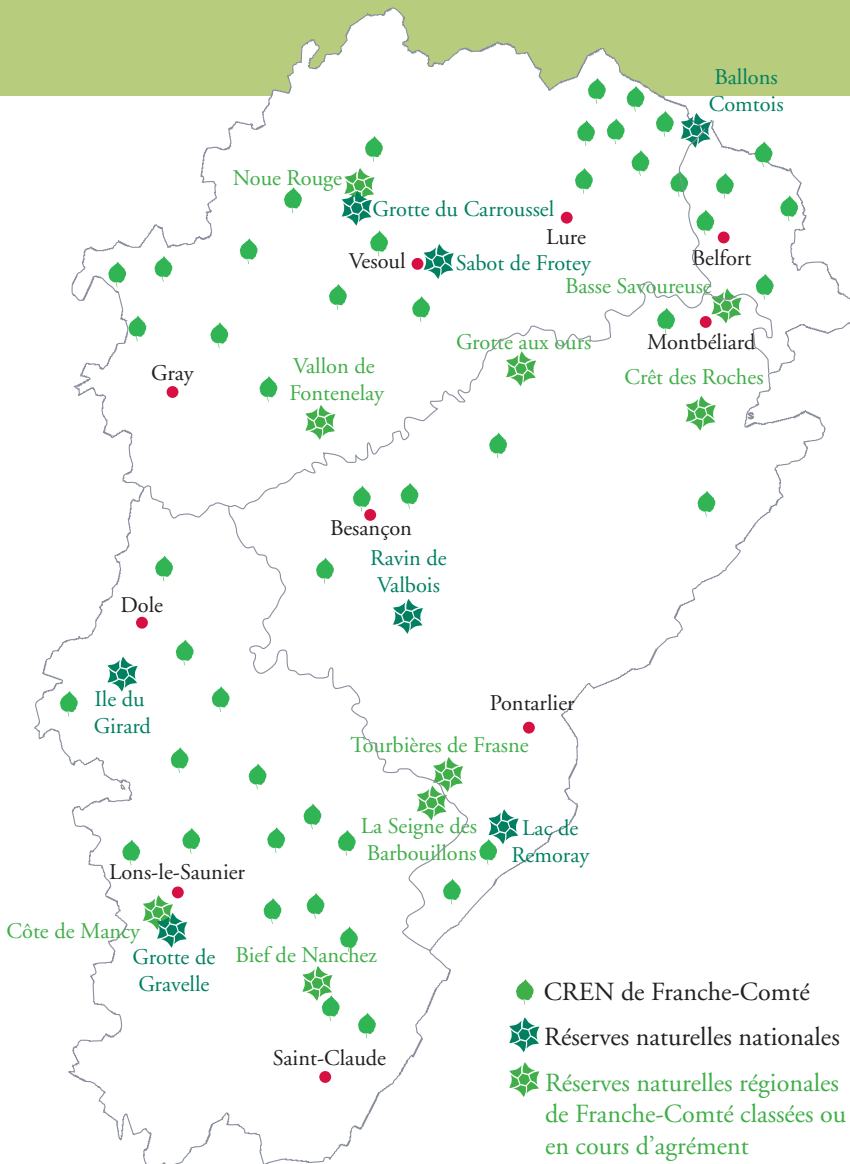 Ballons
Comtois
Noue Rouge
Grotte du Carroussel
Lure
Vesoul
Sabot de Frotey
Belfort
Basse Savoureuse
Grotte aux ours
Montbéliard
Vallon de
Fontenelay
Gray
Crêt des Roches
s
Besançon
Ravin de
Valbois
Dole
Ile du
Girard
Pontarlier
Tourbières de Frasne
La Seigne des
Barbouillons
Lac de
Remoray
Lons-le-Saunier
Côte de Mancy
Grotte de
Gravelle
Bief de Nanchez
Saint-Claude
CREN de Franche-Comté
Réserves naturelles nationales
Réserves naturelles régionales
de Franche-Comté classées ou
en cours d'agrément